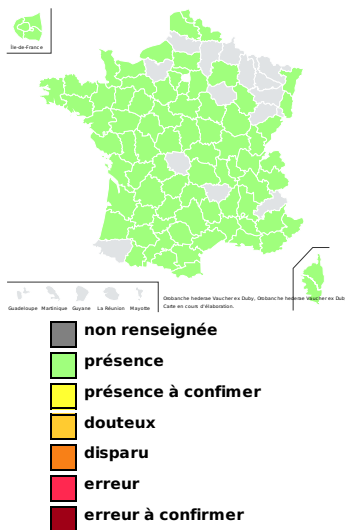 Île-de-France
Guadeloupe Martinique Guyane La Réunion Mayotte
Orobanche hederae Vaucher ex Duby, Orobanche hederae Vaucher ex Dub
Carte en cours d'élaboration.
non renseignée
présence
présence à confimer
douteux
disparu
erreur
erreur à confirmer